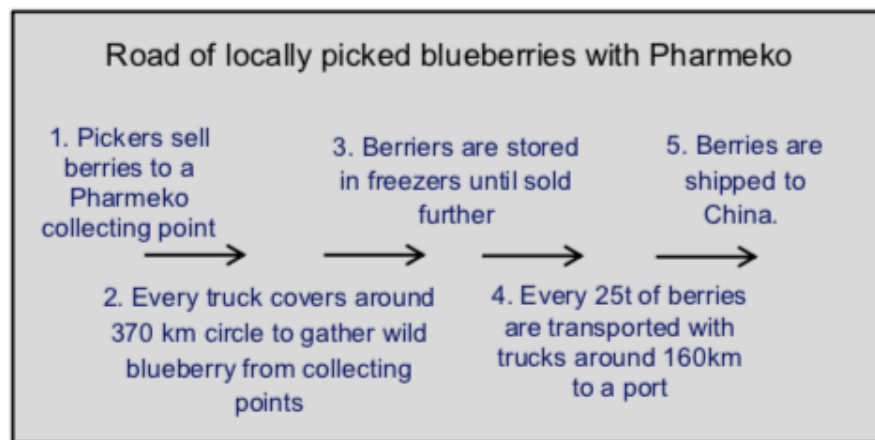 Road of locally picked blueberries with Pharmeko
1. Pickers sell
berries to a
Pharmeko
collecting point
2. Every truck covers around
370 km circle to gather wild
blueberry from collecting
points
3. Berriers are stored
in freezers until sold
further
4. Every 25t of berries
are transported with
trucks around 160km
to a port
5. Berries are
shipped to
China.